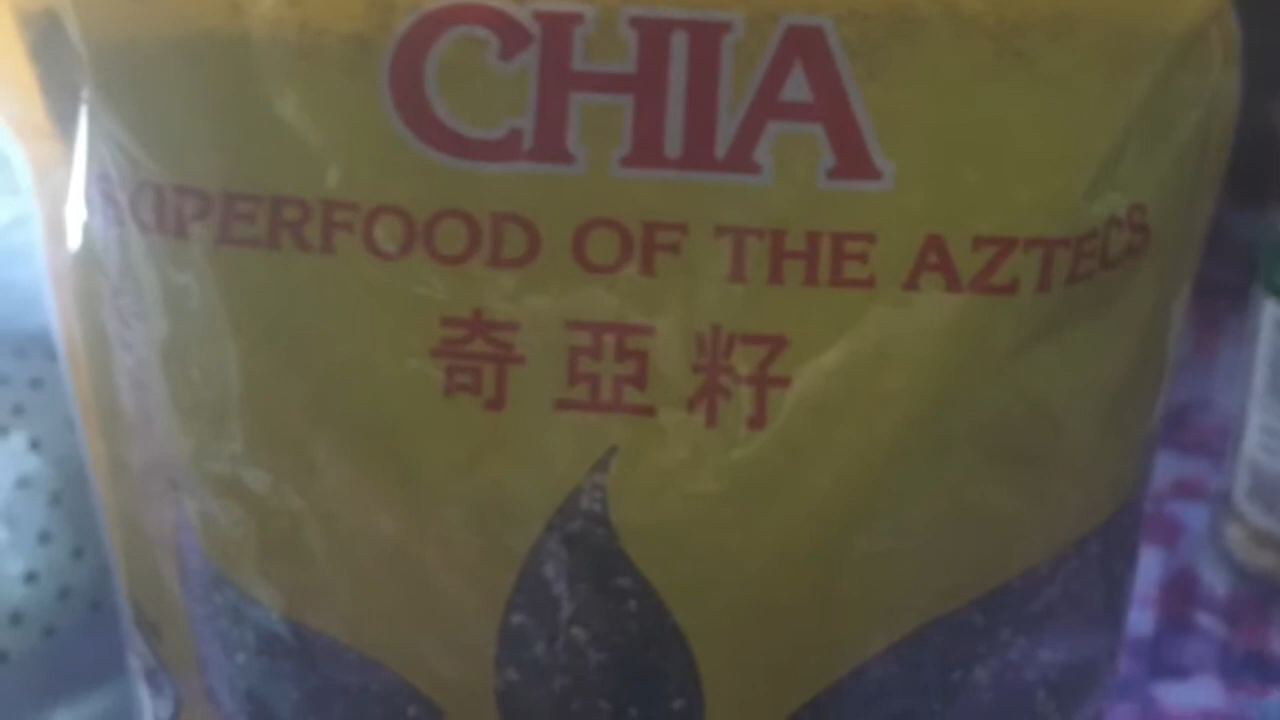 CHIA
SUPERFOOD OF THE AZTECS
奇亞籽